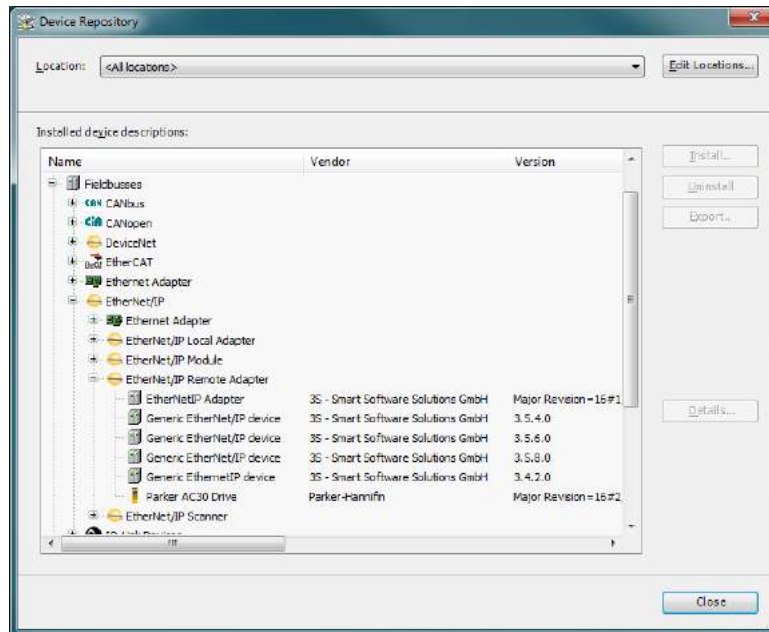 Device Repository
Location: <All locations> Edit Locations...
Installed device descriptions:
Name Vendor Version
Install...
Uninstall
Export...
Details...
Fieldbusses
CAN CANbus
CiA CANopen
DeviceNet
EtherCAT
Ethernet Adapter
EtherNet/IP
Ethernet Adapter
EtherNet/IP Local Adapter
EtherNet/IP Module
EtherNet/IP Remote Adapter
EtherNetIP Adapter 3S - Smart Software Solutions GmbH Major Revision=16#1
Generic EtherNet/IP device 3S - Smart Software Solutions GmbH 3.5.4.0
Generic EtherNet/IP device 3S - Smart Software Solutions GmbH 3.5.6.0
Generic EtherNet/IP device 3S - Smart Software Solutions GmbH 3.5.8.0
Generic EthernetIP device 3S - Smart Software Solutions GmbH 3.4.2.0
Parker AC30 Drive Parker-Hannifin Major Revision=16#2
EtherNet/IP Scanner
Close